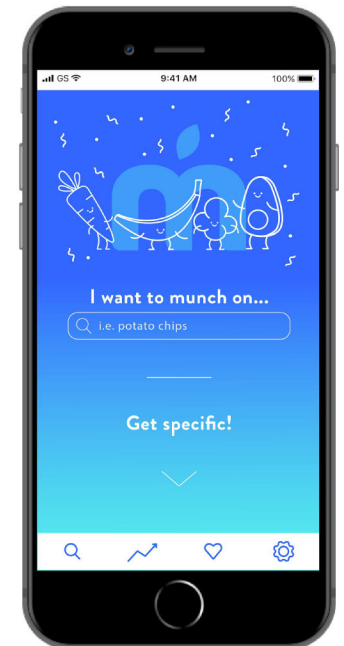 GS 9:41 AM 100%
m
I want to munch on...
i.e. potato chips
Get specific!